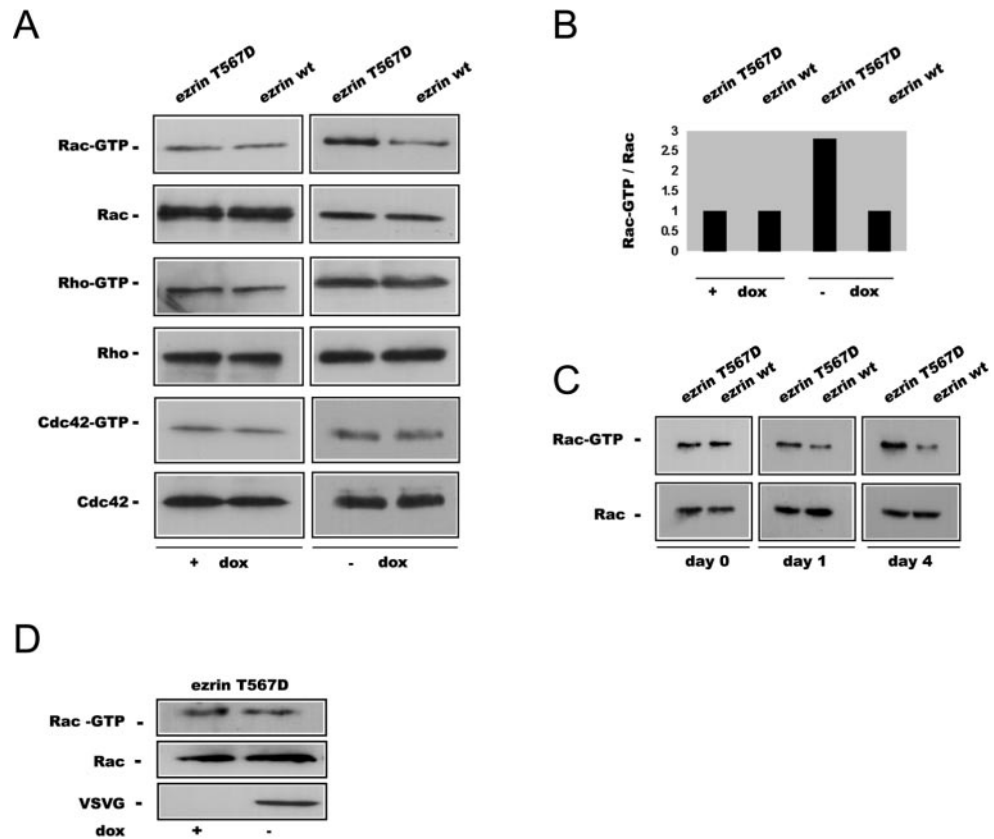 A
ezrin T567D
ezrin wt
ezrin T567D
ezrin wt
Rac-GTP -
Rac -
Rho-GTP -
Rho -
Cdc42-GTP -
Cdc42 -
+ dox
- dox
B
ezrin T567D
ezrin wt
ezrin T567D
ezrin wt
Rac-GTP / Rac
3
2.5
2
1.5
1
0.5
0
+ dox
- dox
C
ezrin T567D
ezrin wt
ezrin T567D
ezrin wt
ezrin T567D
ezrin wt
Rac-GTP -
Rac -
day 0
day 1
day 4
D
ezrin T567D
Rac -GTP -
Rac -
VSVG -
dox + -